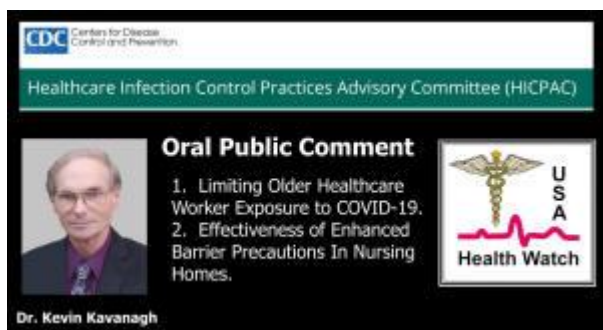 CDC
Centers for Disease
Control and Prevention
Healthcare Infection Control Practices Advisory Committee (HICPAC)
Oral Public Comment
1. Limiting Older Healthcare
Worker Exposure to COVID-19.
2. Effectiveness of Enhanced
Barrier Precautions In Nursing
Homes.
USA
Health Watch
Dr. Kevin Kavanagh